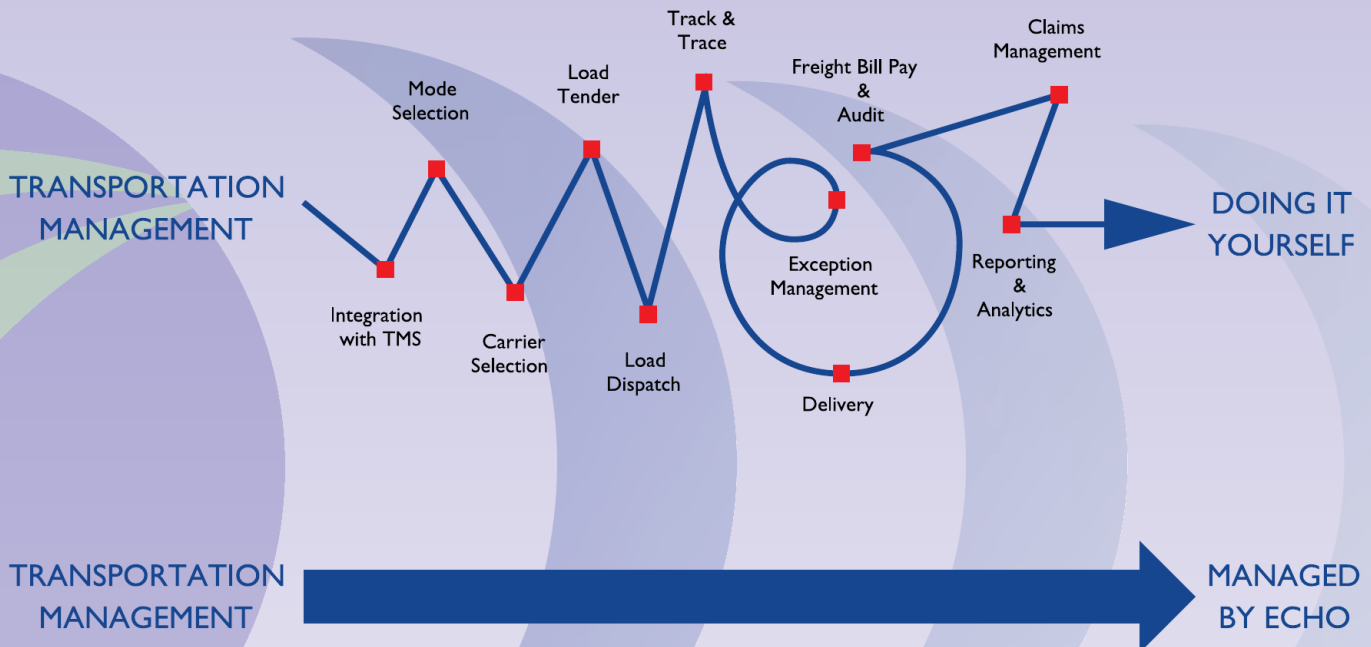 TRANSPORTATION
MANAGEMENT
Integration
with TMS
Mode
Selection
Carrier
Selection
Load
Tender
Load
Dispatch
Track &
Trace
Exception
Management
Delivery
Freight Bill Pay
&
Audit
Claims
Management
Reporting
&
Analytics
DOING IT
YOURSELF
TRANSPORTATION
MANAGEMENT
MANAGED
BY ECHO